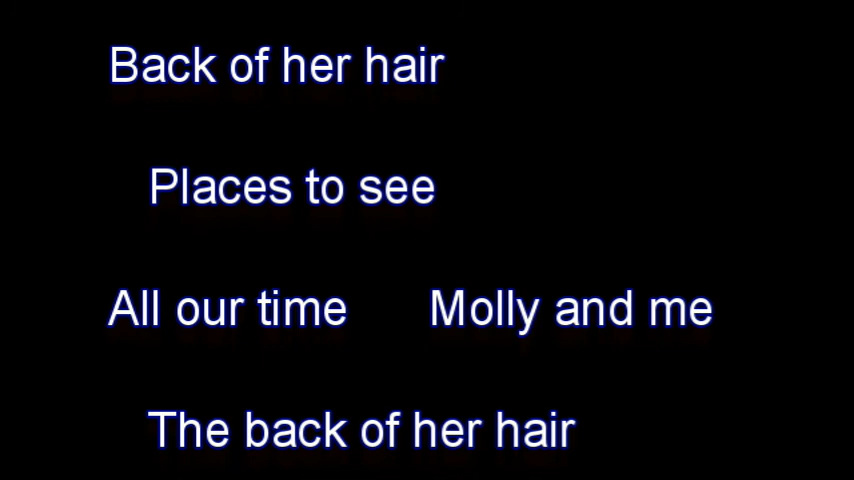 Back of her hair
Places to see
All our time Molly and me
The back of her hair